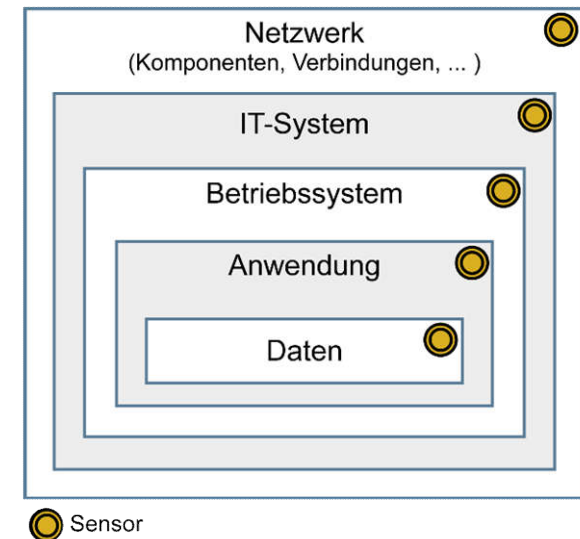 Netzwerk
(Komponenten, Verbindungen, ... )
IT-System
Betriebssystem
Anwendung
Daten
Sensor